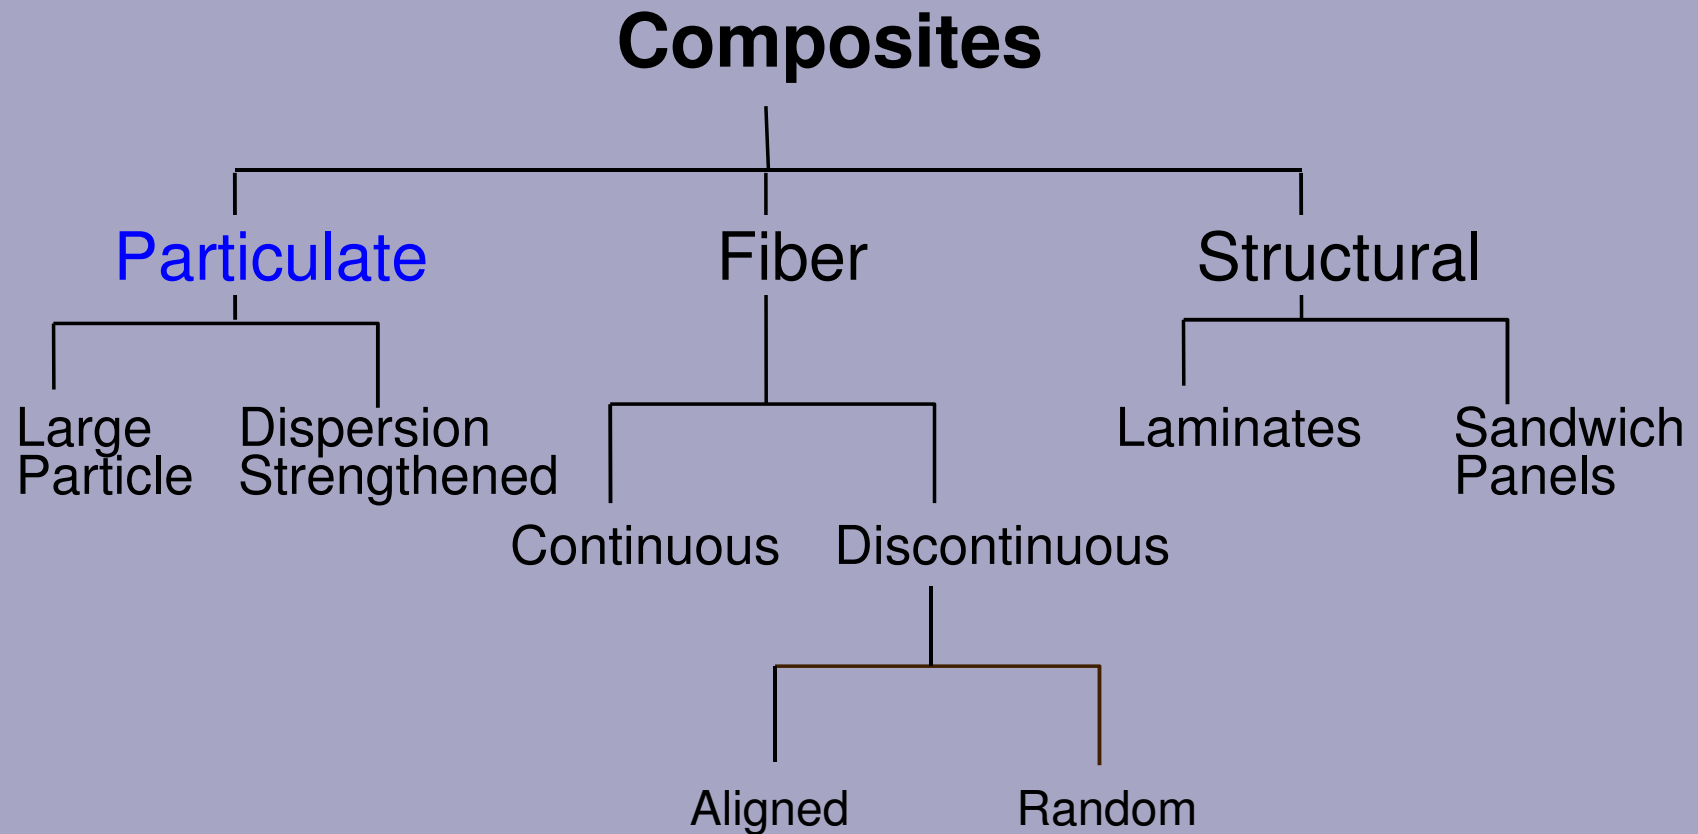 Composites
Particulate
Fiber
Structural
Large
Particle
Dispersion
Strengthened
Laminates
Sandwich
Panels
Continuous
Discontinuous
Aligned
Random